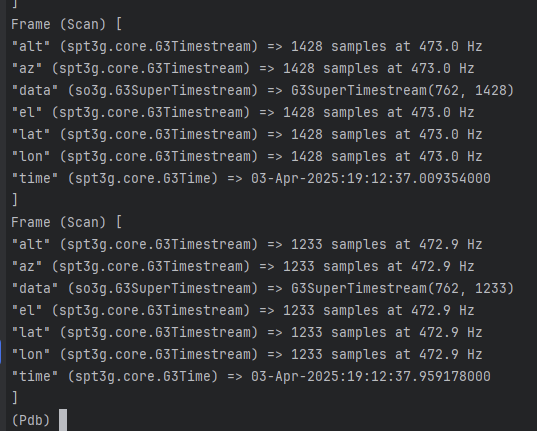 ]
Frame (Scan) [
"alt" (spt3g.core.G3Timestream) => 1428 samples at 473.0 Hz
"az" (spt3g.core.G3Timestream) => 1428 samples at 473.0 Hz
"data" (so3g.G3SuperTimestream) => G3SuperTimestream(762, 1428)
"el" (spt3g.core.G3Timestream) => 1428 samples at 473.0 Hz
"lat" (spt3g.core.G3Timestream) => 1428 samples at 473.0 Hz
"lon" (spt3g.core.G3Timestream) => 1428 samples at 473.0 Hz
"time" (spt3g.core.G3Time) => 03-Apr-2025:19:12:37.009354000
]
Frame (Scan) [
"alt" (spt3g.core.G3Timestream) => 1233 samples at 472.9 Hz
"az" (spt3g.core.G3Timestream) => 1233 samples at 472.9 Hz
"data" (so3g.G3SuperTimestream) => G3SuperTimestream(762, 1233)
"el" (spt3g.core.G3Timestream) => 1233 samples at 472.9 Hz
"lat" (spt3g.core.G3Timestream) => 1233 samples at 472.9 Hz
"lon" (spt3g.core.G3Timestream) => 1233 samples at 472.9 Hz
"time" (spt3g.core.G3Time) => 03-Apr-2025:19:12:37.959178000
]
(Pdb)